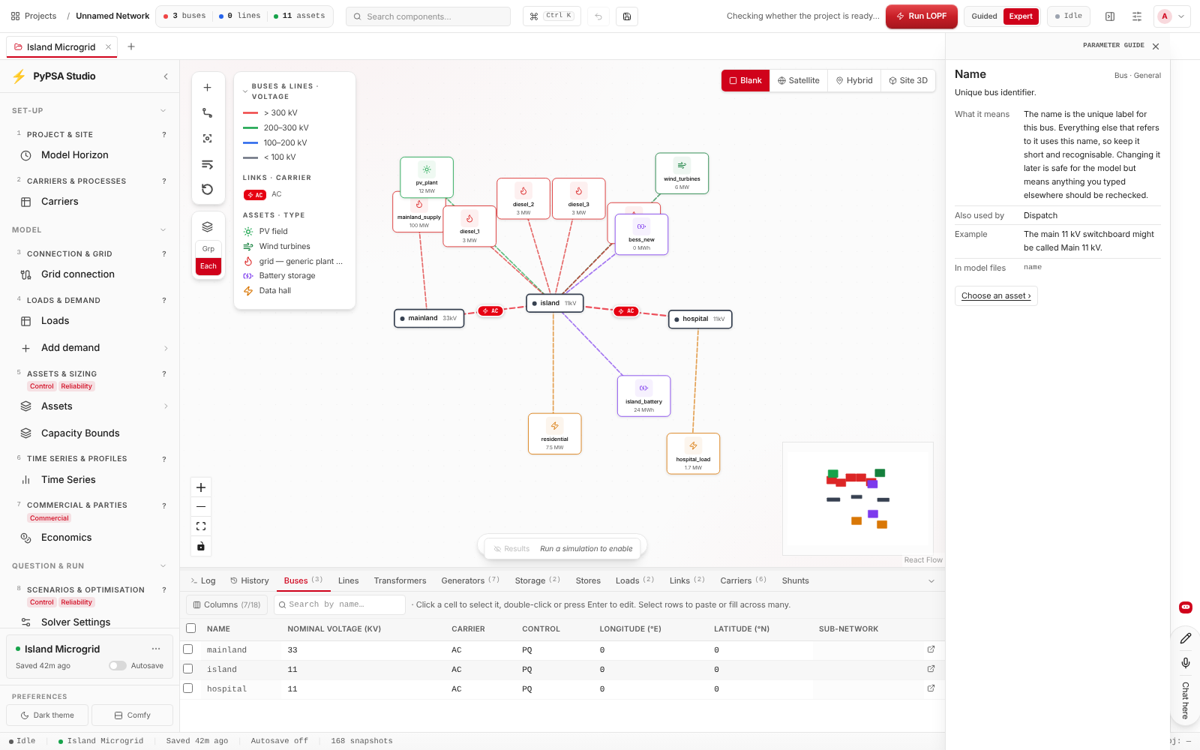 Projects / Unnamed Network
3 buses 0 lines 11 assets
Search components...
Ctrl K
Checking whether the project is ready...
Run LOPF
Guided Expert
Idle
A
Island Microgrid
PyPSA Studio
SET-UP
1 PROJECT & SITE ?
Model Horizon
2 CARRIERS & PROCESSES ?
Carriers
MODEL
3 CONNECTION & GRID ?
Grid connection
4 LOADS & DEMAND ?
Loads
Add demand
5 ASSETS & SIZING ?
Control Reliability
Assets
Capacity Bounds
6 TIME SERIES & PROFILES ?
Time Series
7 COMMERCIAL & PARTIES ?
Commercial
Economics
QUESTION & RUN
8 SCENARIOS & OPTIMISATION ?
Control Reliability
Solver Settings
Island Microgrid
Saved 42m ago Autosave
PREFERENCES
Dark theme Comfy
Grp
Each
BUSES & LINES ·
VOLTAGE
> 300 kV
200–300 kV
100–200 kV
< 100 kV
LINKS · CARRIER
AC AC
ASSETS · TYPE
PV field
Wind turbines
grid — generic plant ...
Battery storage
Data hall
Blank Satellite Hybrid Site 3D
pv_plant
12 MW
mainland_supply
100 MW
diesel_1
3 MW
diesel_2
3 MW
diesel_3
3 MW
wind_turbines
6 MW
bess_new
0 MWh
mainland 33kV
AC
island 11kV
AC
hospital 11kV
island_battery
24 MWh
residential
7.5 MW
hospital_load
1.7 MW
Results Run a simulation to enable
React Flow
Log History Buses (3) Lines Transformers Generators (7) Storage (2) Stores Loads (2) Links (2) Carriers (6) Shunts
Columns (7/18) Search by name… · Click a cell to select it, double-click or press Enter to edit. Select rows to paste or fill across many.
NAME NOMINAL VOLTAGE (KV) CARRIER CONTROL LONGITUDE (°E) LATITUDE (°N) SUB-NETWORK
mainland 33 AC PQ 0 0
island 11 AC PQ 0 0
hospital 11 AC PQ 0 0
PARAMETER GUIDE
Name Bus · General
Unique bus identifier.
What it means The name is the unique label for
this bus. Everything else that refers
to it uses this name, so keep it
short and recognisable. Changing it
later is safe for the model but
means anything you typed
elsewhere should be rechecked.
Also used by Dispatch
Example The main 11 kV switchboard might
be called Main 11 kV.
In model files name
Choose an asset ›
Chat here
Idle Island Microgrid Saved 42m ago Autosave off 168 snapshots